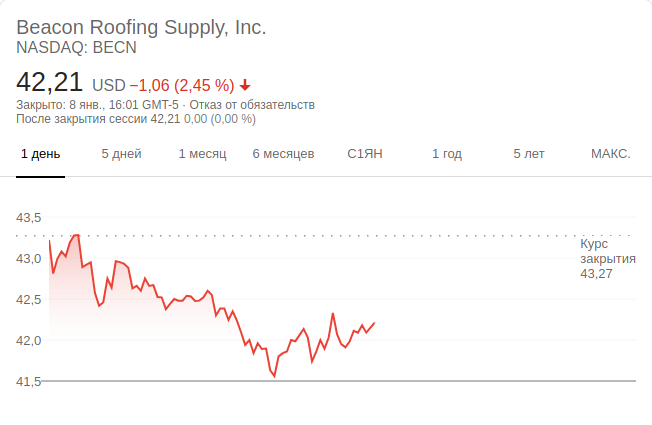 Beacon Roofing Supply, Inc.
NASDAQ: BECN
42,21 USD −1,06 (2,45 %)
Закрыто: 8 янв., 16:01 GMT-5 · Отказ от обязательств
После закрытия сессии 42,21 0,00 (0,00 %)
1 день 5 дней 1 месяц 6 месяцев С1ЯН 1 год 5 лет МАКС.
43,5
Курс
закрытия
43,27
43,0
42,5
42,0
41,5